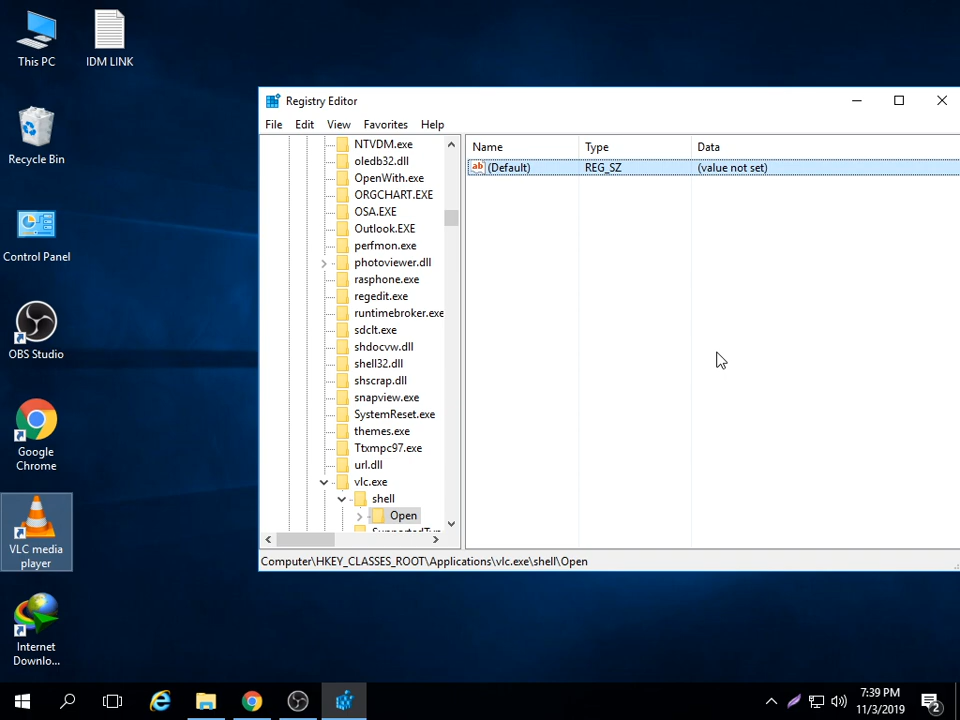 This PC
IDM LINK
Recycle Bin
Control Panel
OBS Studio
Google
Chrome
VLC media
player
Internet
Downlo...
Registry Editor
File Edit View Favorites Help
NTVDM.exe
oledb32.dll
OpenWith.exe
ORGCHART.EXE
OSA.EXE
Outlook.EXE
perfmon.exe
photoviewer.dll
rasphone.exe
regedit.exe
runtimebroker.exe
sdclt.exe
shdocvw.dll
shell32.dll
shscrap.dll
snapview.exe
SystemReset.exe
themes.exe
Ttxmpc97.exe
url.dll
vlc.exe
shell
Open
Name Type Data
ab (Default) REG_SZ (value not set)
Computer\HKEY_CLASSES_ROOT\Applications\vlc.exe\shell\Open
7:39 PM
11/3/2019
2